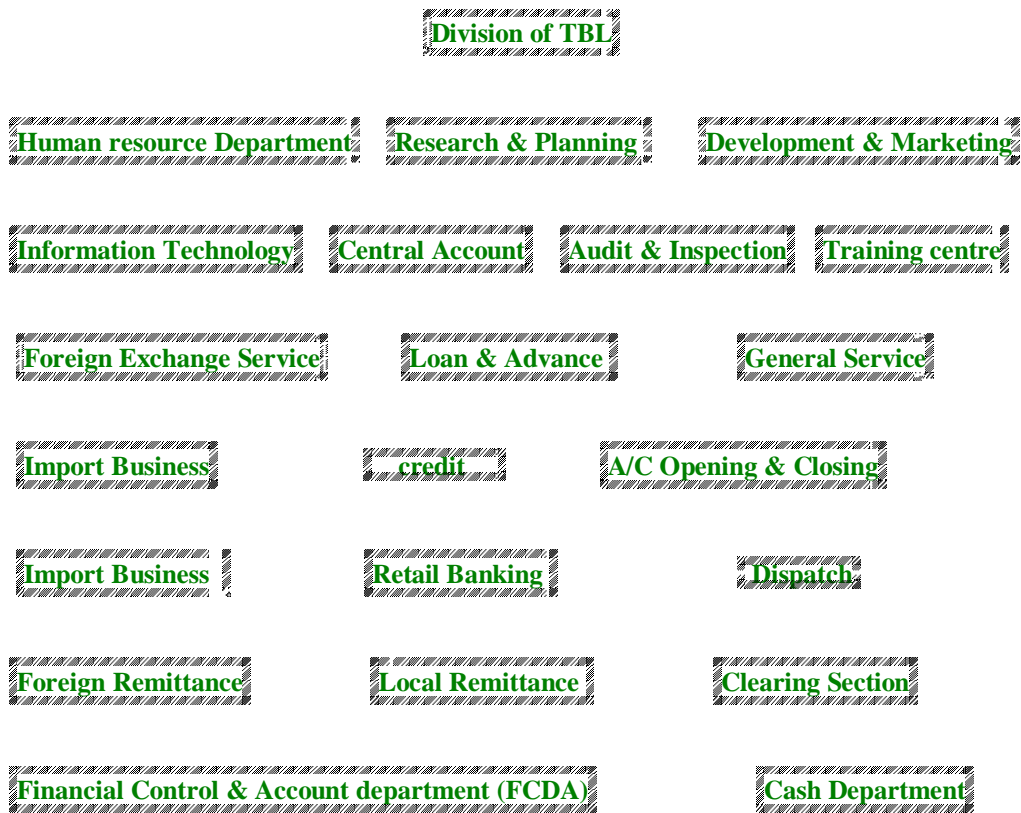 Division of TBL
Human resource Department Research & Planning Development & Marketing
Information Technology Central Account Audit & Inspection Training centre
Foreign Exchange Service Loan & Advance General Service
Import Business credit A/C Opening & Closing
Import Business Retail Banking Dispatch
Foreign Remittance Local Remittance Clearing Section
Financial Control & Account department (FCDA) Cash Department